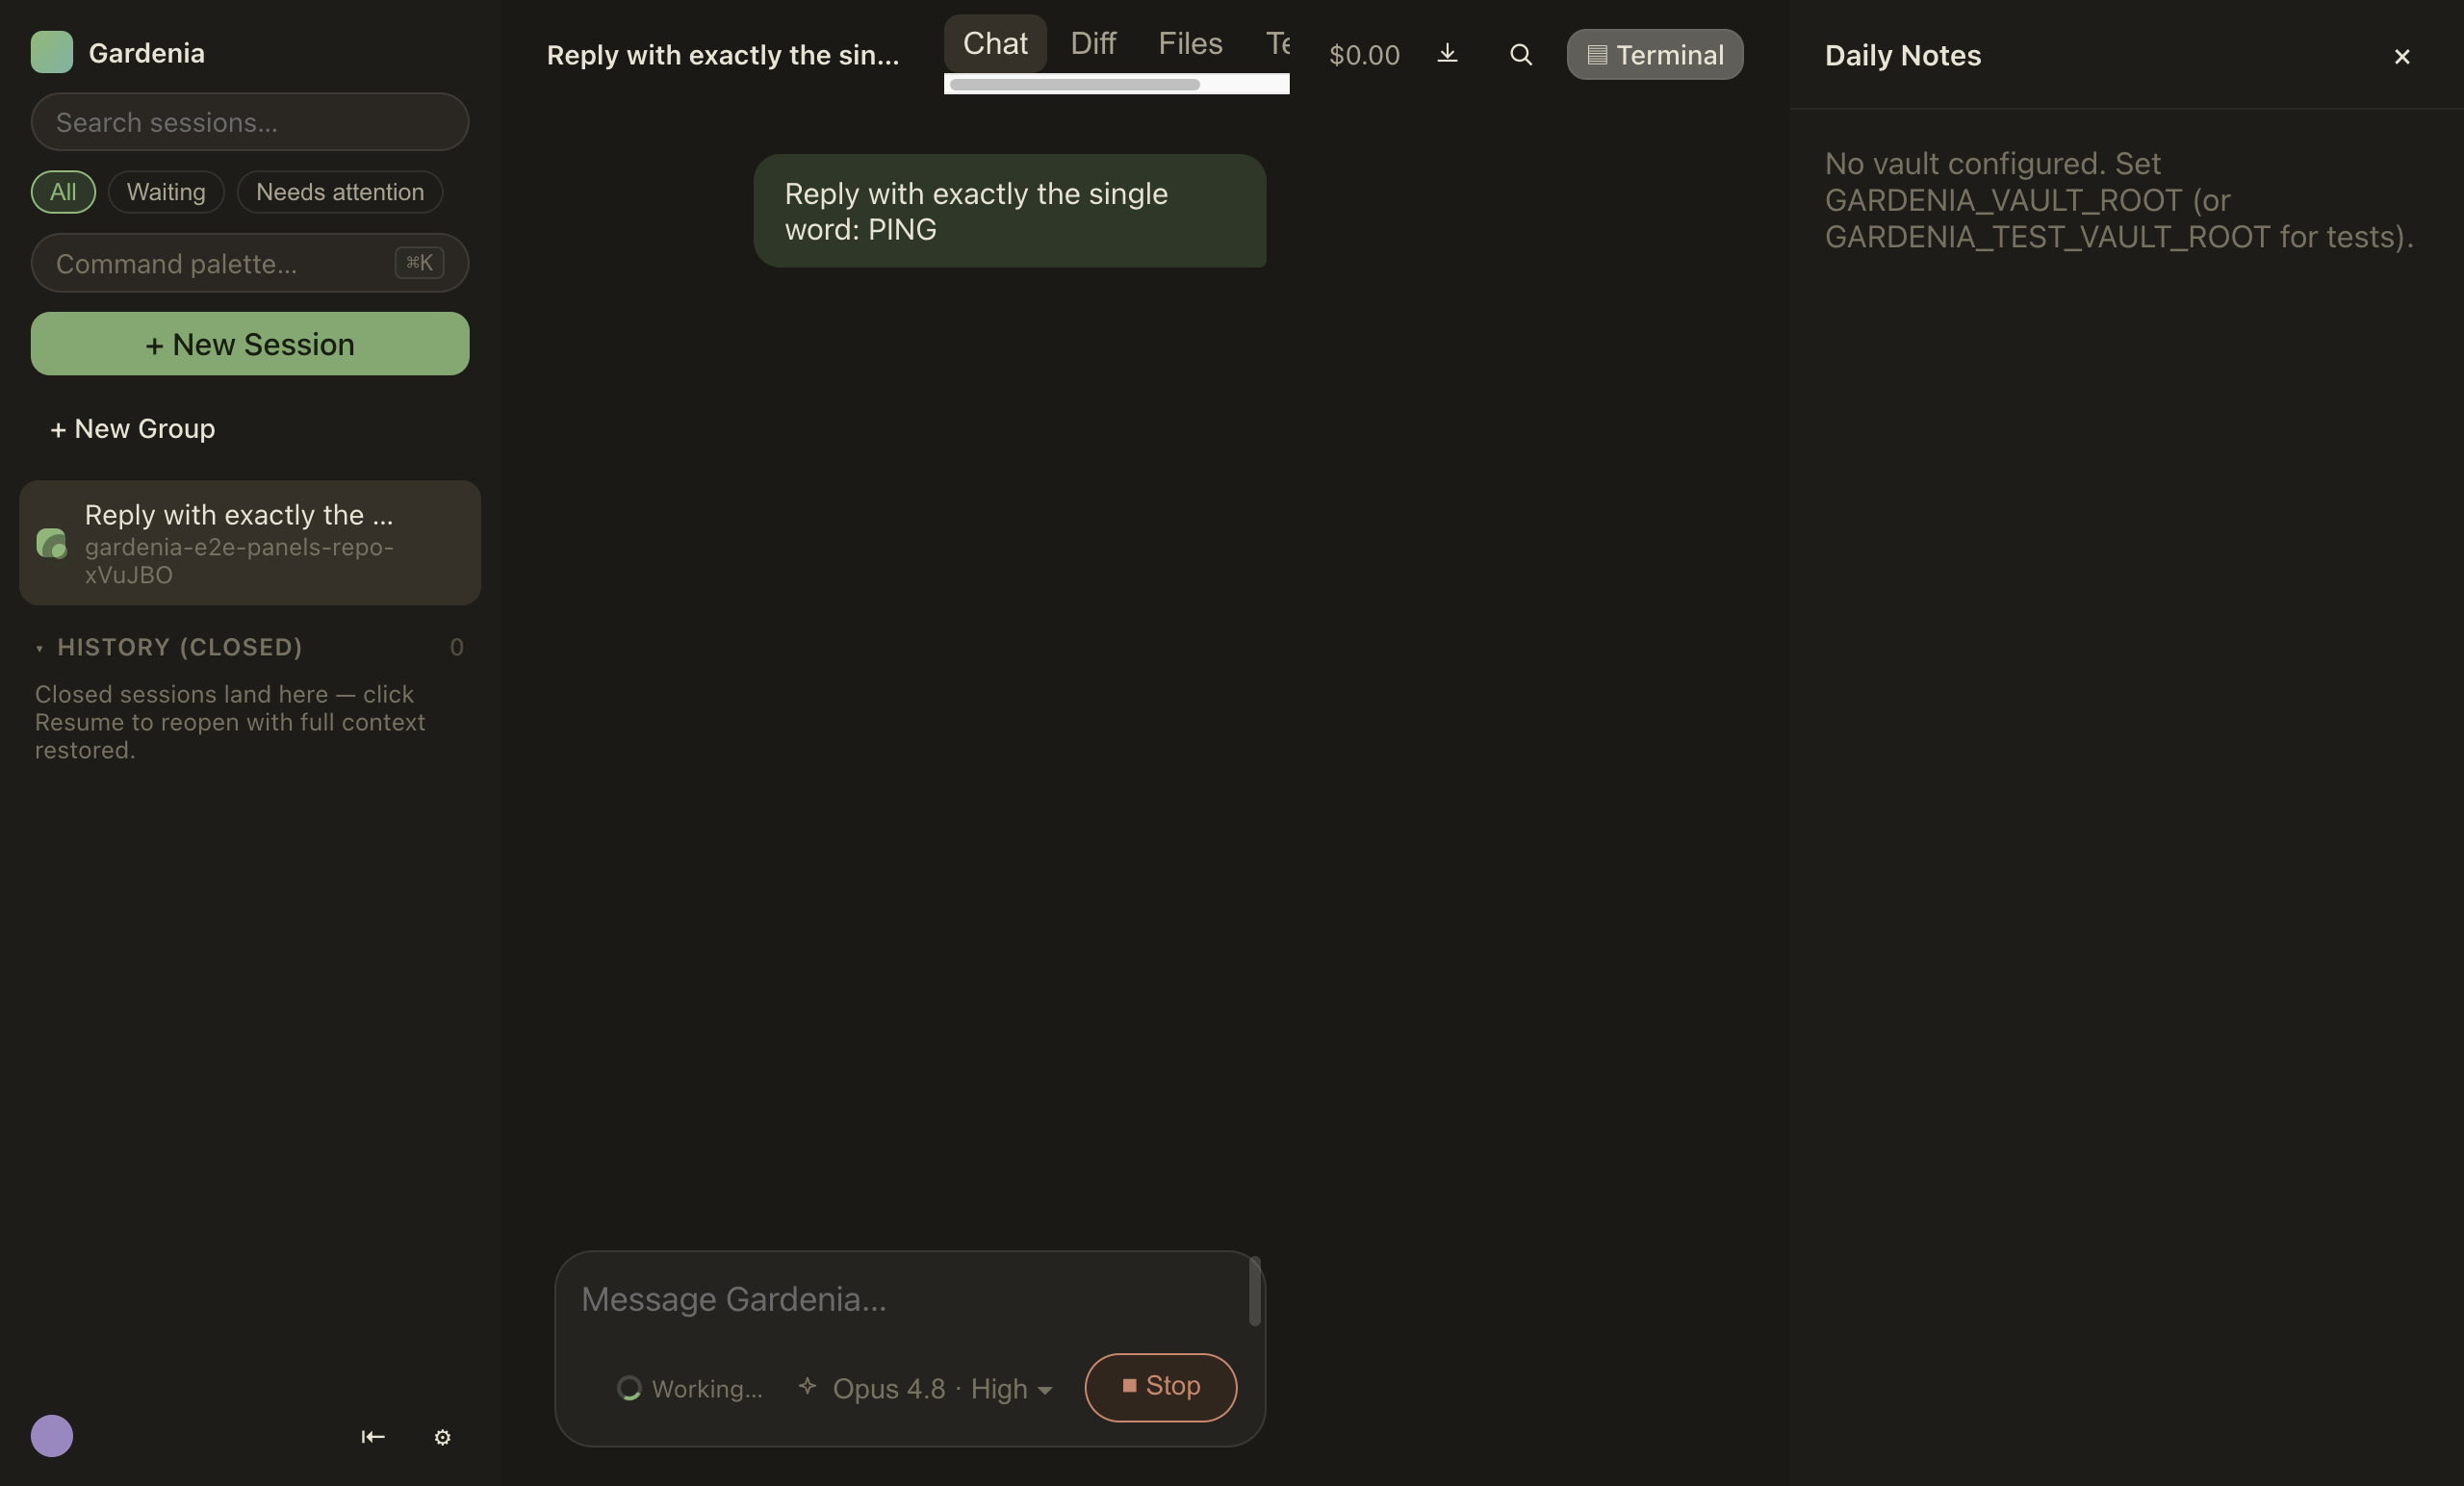 Gardenia
Search sessions...
All
Waiting
Needs attention
Command palette...
⌘K
+ New Session
+ New Group
Reply with exactly the ...
gardenia-e2e-panels-repo-
xVuJBO
HISTORY (CLOSED)
0
Closed sessions land here — click
Resume to reopen with full context
restored.
Reply with exactly the sin...
Chat
Diff
Files
Te
$0.00
Terminal
Reply with exactly the single
word: PING
Message Gardenia...
Working...
Opus 4.8 · High
Stop
Daily Notes
No vault configured. Set
GARDENIA_VAULT_ROOT (or
GARDENIA_TEST_VAULT_ROOT for tests).